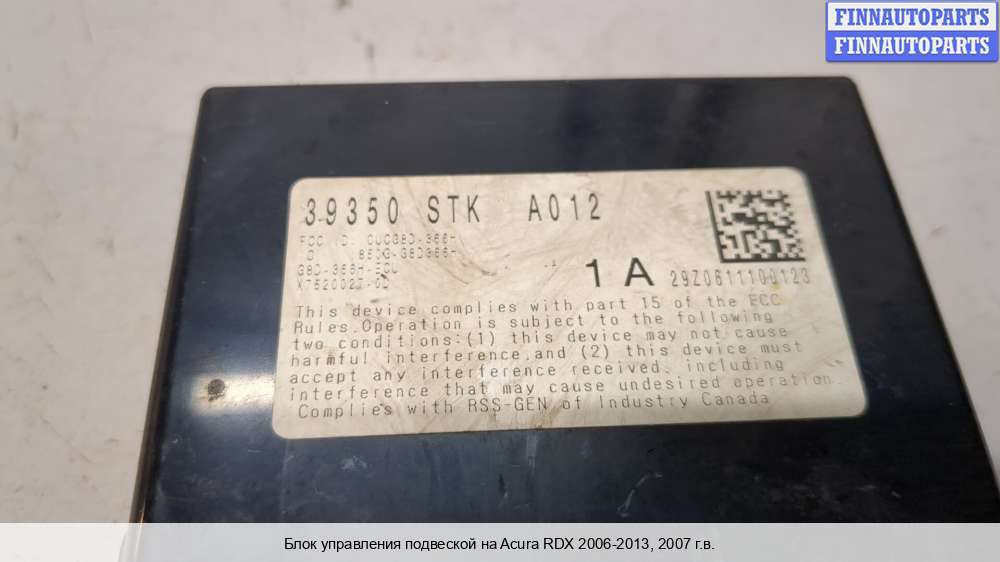 FINNAUTOPARTS
FINNAUTOPARTS
39350 STK A012
FCC ID:
1 A 29Z0611100123
This device complies with part 15 of the FCC
Rules.Operation is subject to the following
two conditions:(1) this device may not cause
harmful interference.and (2) this device must
accept any interference received. including
interference that may cause undesired operation.
Complies with RSS-GEN of Industry Canada
Блок управления подвеской на Acura RDX 2006-2013, 2007 г.в.